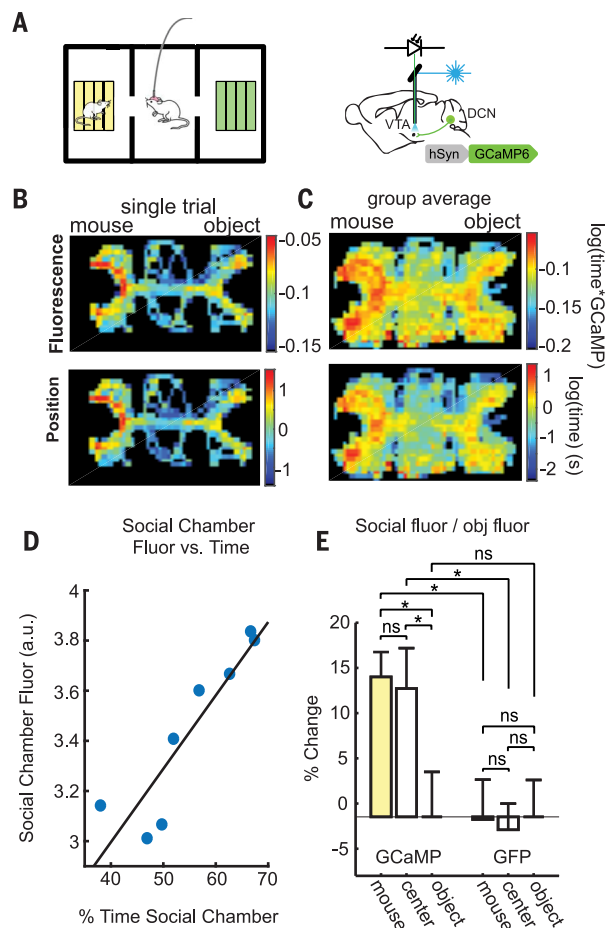 A
VTA
DCN
hSyn
GCaMP6
B
single trial
mouse
object
Fluorescence
-0.05
-0.1
-0.15
Position
1
0
-1
C
group average
mouse
object
-0.1
-0.15
-0.2
log(time*GCaMP)
1
0
-1
-2
log(time) (s)
D
Social Chamber
Fluor vs. Time
Social Chamber Fluor (a.u.)
4
3.8
3.6
3.4
3.2
3
40
50
60
70
% Time Social Chamber
E
Social fluor / obj fluor
ns
*
*
*
ns
*
ns
ns
ns
% Change
20
15
10
5
0
-5
GCaMP
GFP
mouse
center
object
mouse
center
object